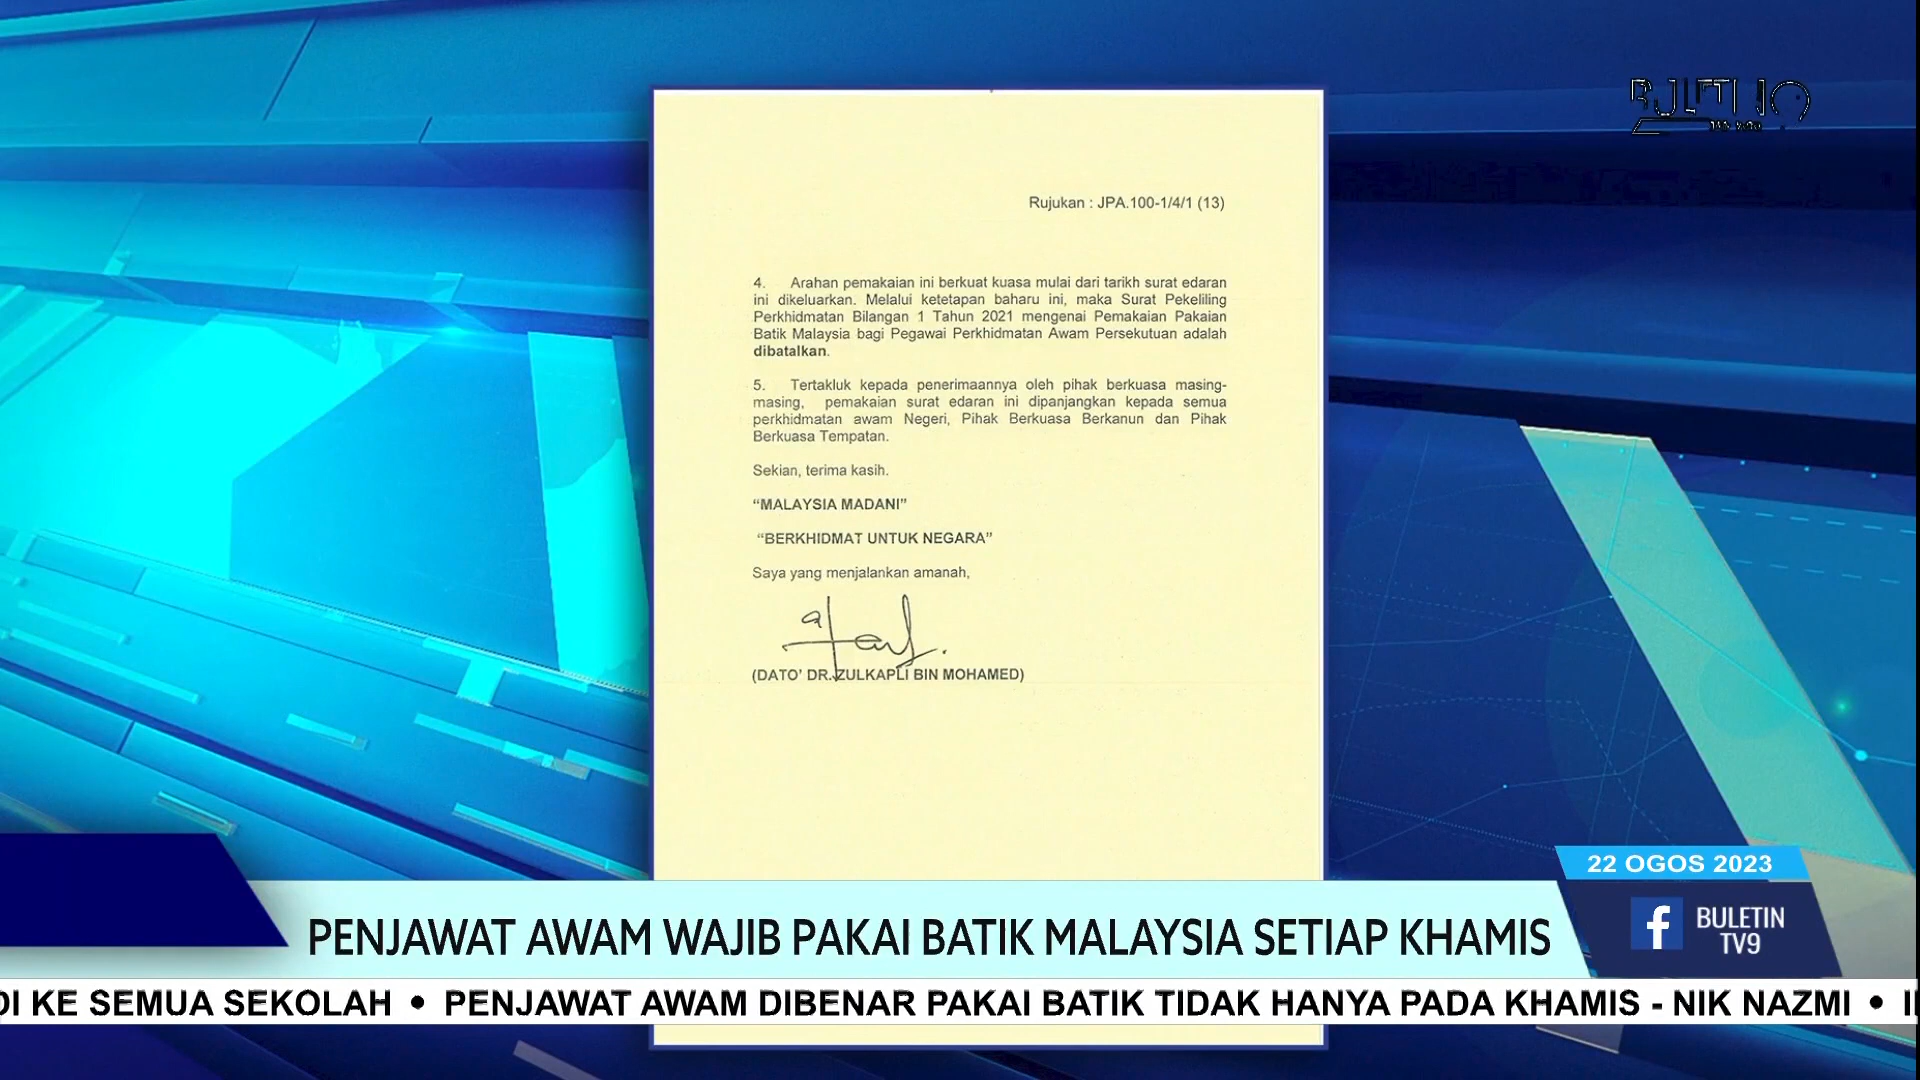 Rujukan : JPA.100-1/4/1 (13)
4. Arahan pemakaian ini berkuat kuasa mulai dari tarikh surat edaran
ini dikeluarkan. Melalui ketetapan baharu ini, maka Surat Pekeliling
Perkhidmatan Bilangan 1 Tahun 2021 mengenai Pemakaian Pakaian
Batik Malaysia bagi Pegawai Perkhidmatan Awam Persekutuan adalah
dibatalkan.
5. Tertakluk kepada penerimaannya oleh pihak berkuasa masing-
masing, pemakaian surat edaran ini dipanjangkan kepada semua
perkhidmatan awam Negeri, Pihak Berkuasa Berkanun dan Pihak
Berkuasa Tempatan.
Sekian, terima kasih.
“MALAYSIA MADANI”
“BERKHIDMAT UNTUK NEGARA”
Saya yang menjalankan amanah,
(DATO’ DR. ZULKAPLI BIN MOHAMED)
22 OGOS 2023
PENJAWAT AWAM WAJIB PAKAI BATIK MALAYSIA SETIAP KHAMIS
BULETIN
TV9
DI KE SEMUA SEKOLAH • PENJAWAT AWAM DIBENAR PAKAI BATIK TIDAK HANYA PADA KHAMIS - NIK NAZMI •